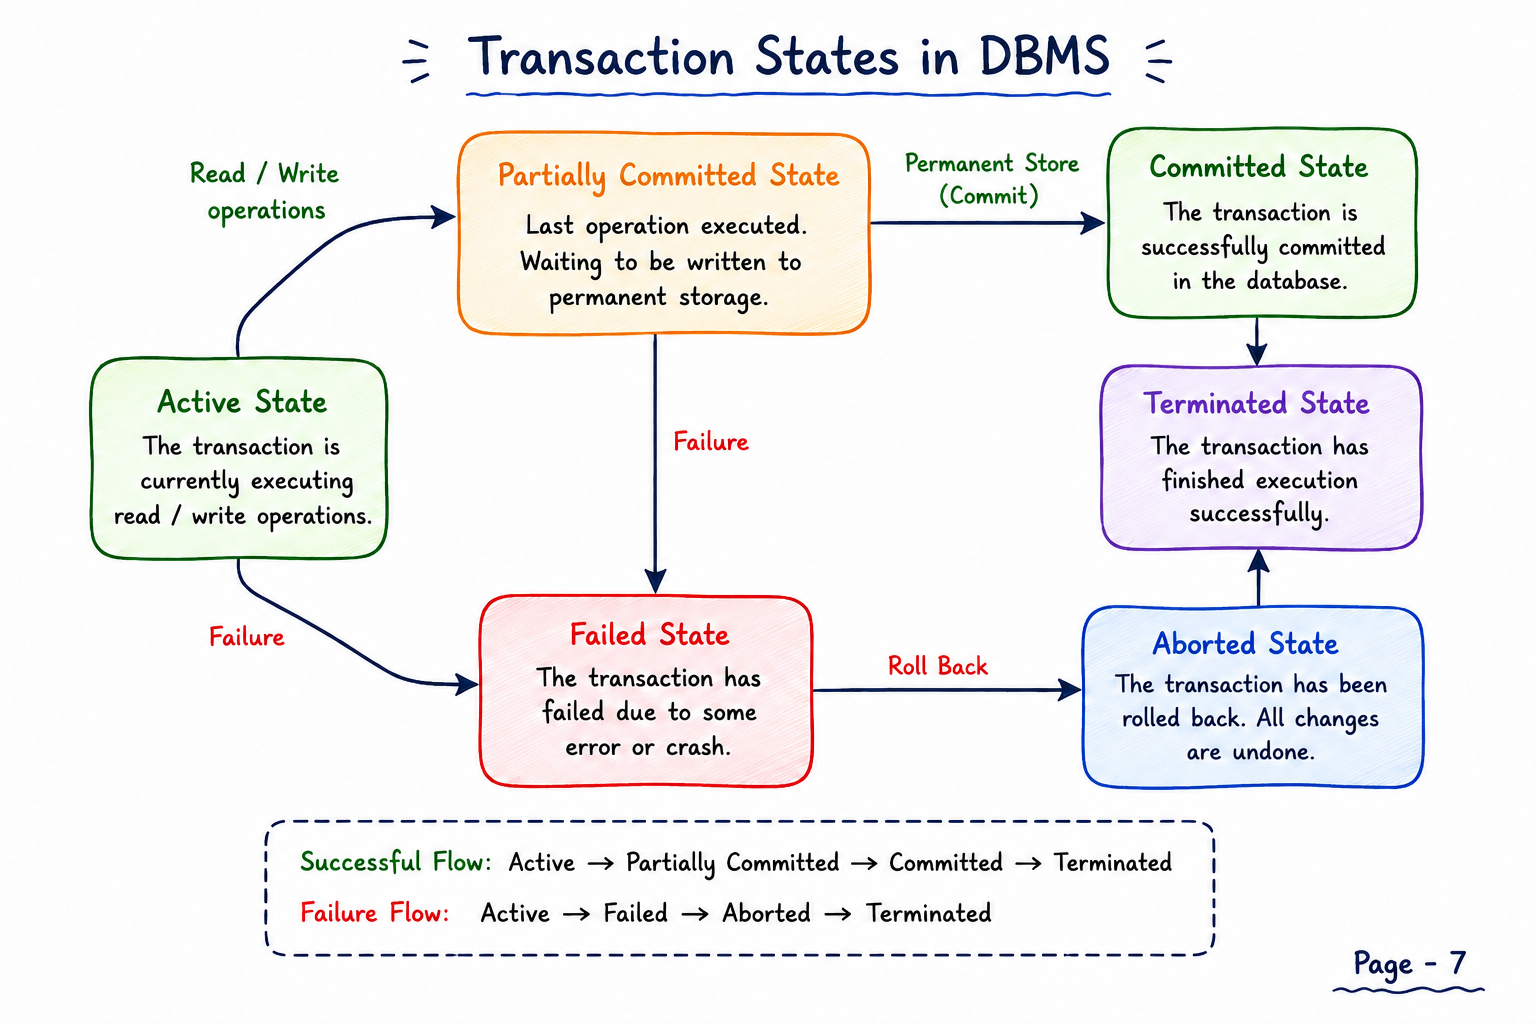 Transaction States in DBMS
Read / Write
operations
Partially Committed State
Last operation executed.
Waiting to be written to
permanent storage.
Permanent Store
(Commit)
Committed State
The transaction is
successfully committed
in the database.
Active State
The transaction is
currently executing
read / write operations.
Failure
Terminated State
The transaction has
finished execution
successfully.
Failure
Failed State
The transaction has
failed due to some
error or crash.
Roll Back
Aborted State
The transaction has been
rolled back. All changes
are undone.
Successful Flow: Active → Partially Committed → Committed → Terminated
Failure Flow: Active → Failed → Aborted → Terminated
Page - 7